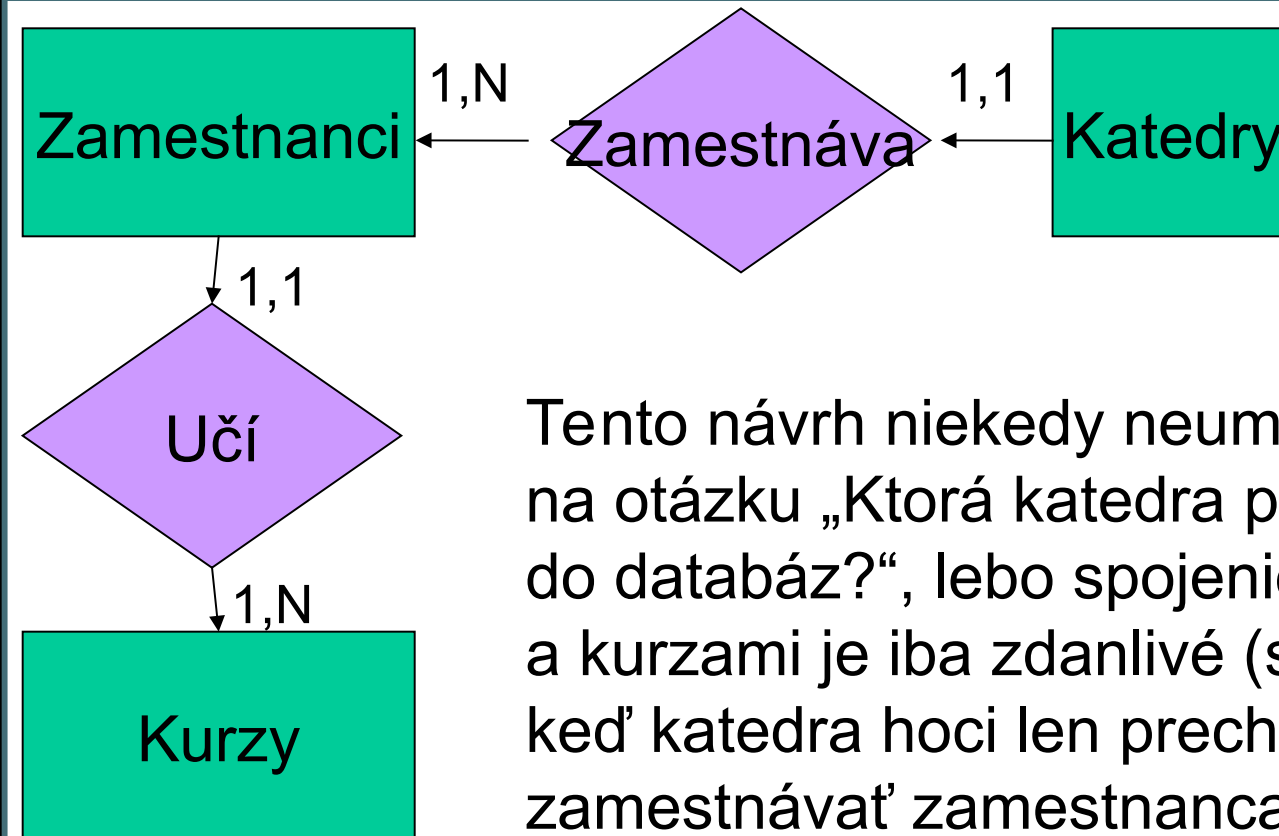 1,N
1,1
Zamestnanci
Zamestnáva
Katedry
1,1
Učí
1,N
Kurzy
Tento návrh niekedy neum
na otázku „Ktorá katedra p
do databáz?“, lebo spojeni
a kurzami je iba zdanlivé (s
keď katedra hoci len prech
zamestnávať zamestnanca